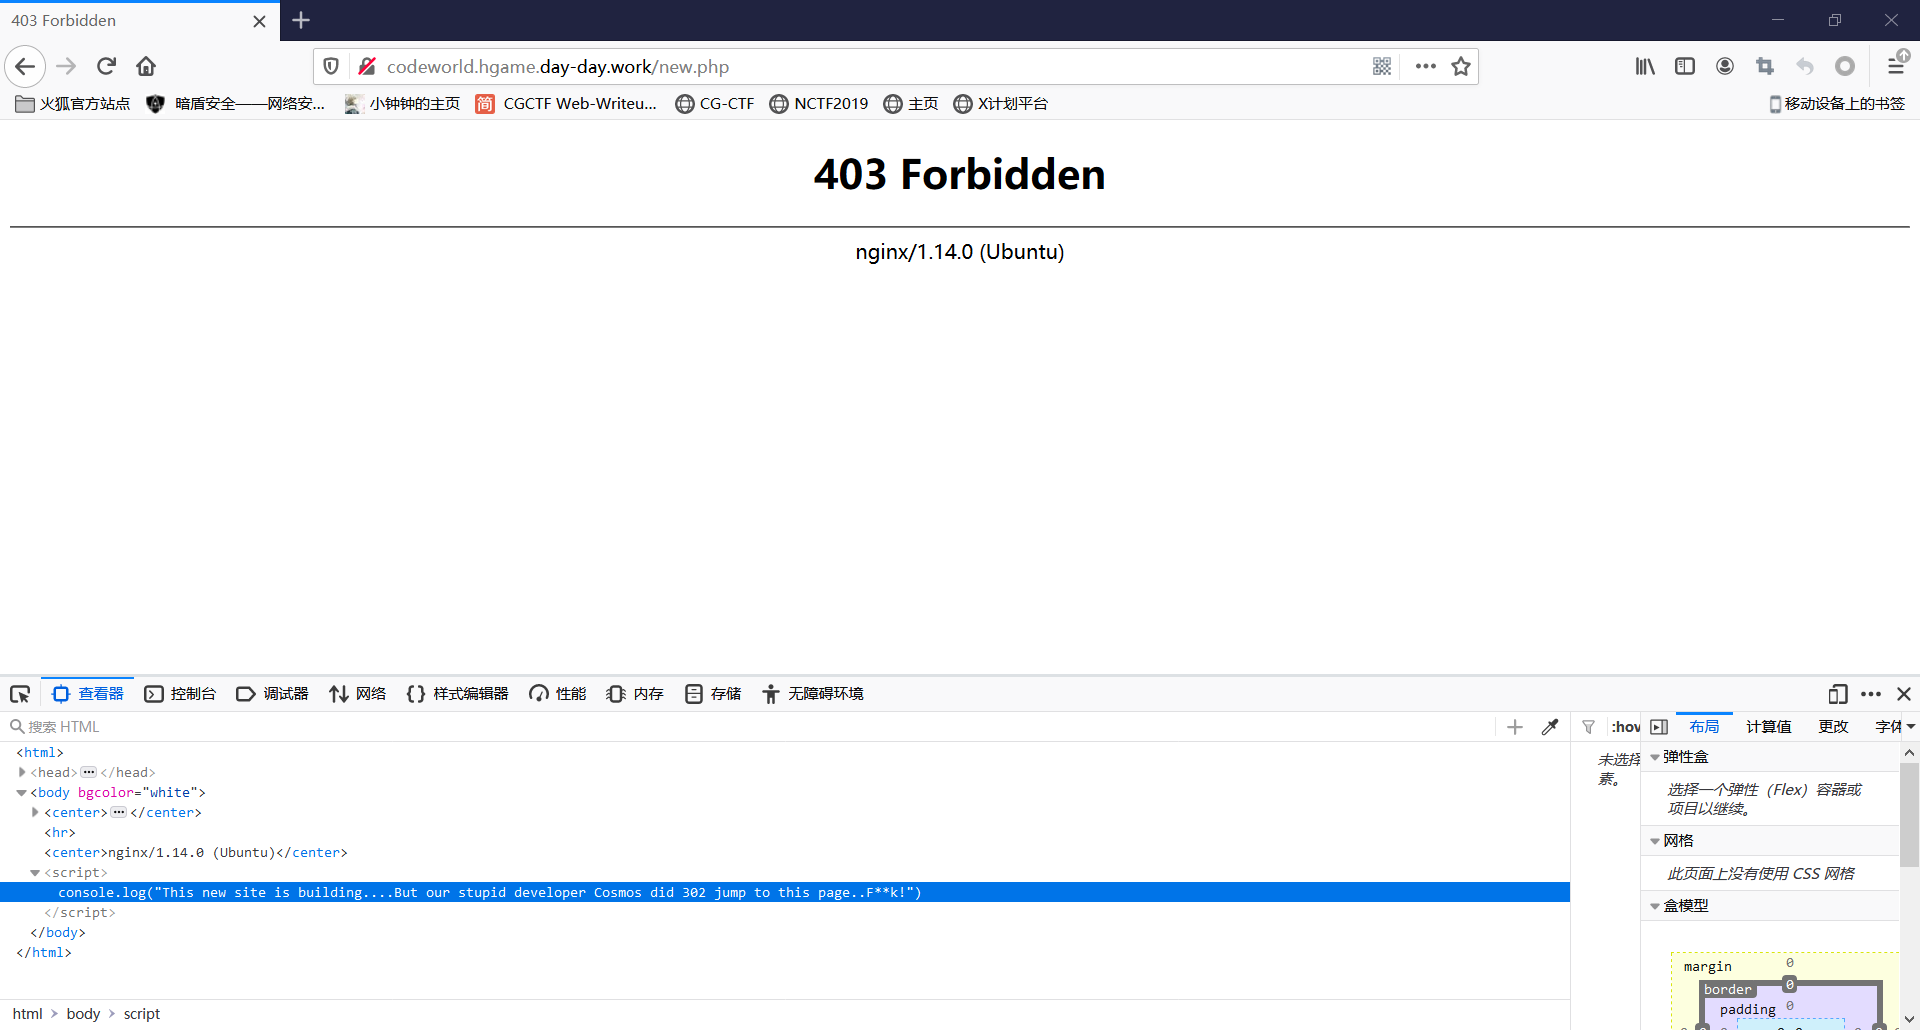 403 Forbidden
codeworld.hgame.day-day.work/new.php
火狐官方站点 暗盾安全——网络安... 小钟钟的主页 简 CGCTF Web-Writeu... CG-CTF NCTF2019 主页 X计划平台 移动设备上的书签
403 Forbidden
nginx/1.14.0 (Ubuntu)
查看器 控制台 调试器 网络 {} 样式编辑器 性能 内存 存储 无障碍环境
搜索 HTML
:hov
布局 计算值 更改 字体
<html>
<head>...</head>
<body bgcolor="white">
<center>...</center>
<hr>
<center>nginx/1.14.0 (Ubuntu)</center>
<script>
console.log("This new site is building....But our stupid developer Cosmos did 302 jump to this page..F**k!")
</script>
</body>
</html>
未选择
素。
弹性盒
选择一个弹性（Flex）容器或
项目以继续。
网格
此页面上没有使用 CSS 网格
盒模型
margin 0
border 0
padding 0
html > body > script